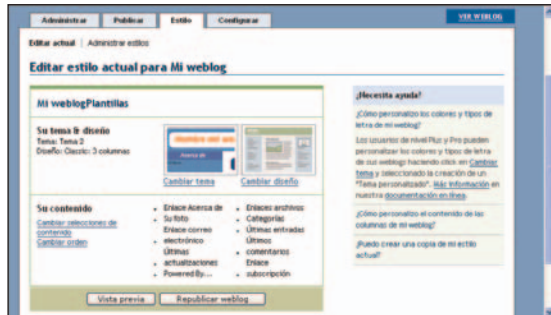 Administrar Publicar Estilo Configurar VER WEBLOG
Editar actual | Administrar estilos
Editar estilo actual para Mi weblog
Mi weblogPlantillas
Su tema & diseño
Tema: Tema 3
Diseño: Classic: 3 columnas
Cambiar tema Cambiar diseño
Su contenido
Cambiar selecciones de
contenido
Cambiar orden
Enlace Acerca de
Su foto
Enlace correo
electrónico
Últimas
actualizaciones
Powered By...
Enlaces archivos
Categorías
Últimas entradas
Últimos
comentarios
Enlace
subscripción
Vista previa Republicar weblog
¿Necesita ayuda?
¿Cómo personalizo los colores y tipos de
letra de mi weblog?
Los usuarios de nivel Plus y Pro pueden
personalizar los colores y tipos de letra
de sus weblogs haciendo click en Cambiar
tema y seleccionado la creación de un
"Tema personalizado". Más información en
nuestra documentación en línea.
¿Cómo personalizo el contenido de las
columnas de mi weblog?
¿Puedo crear una copia de mi estilo
actual?